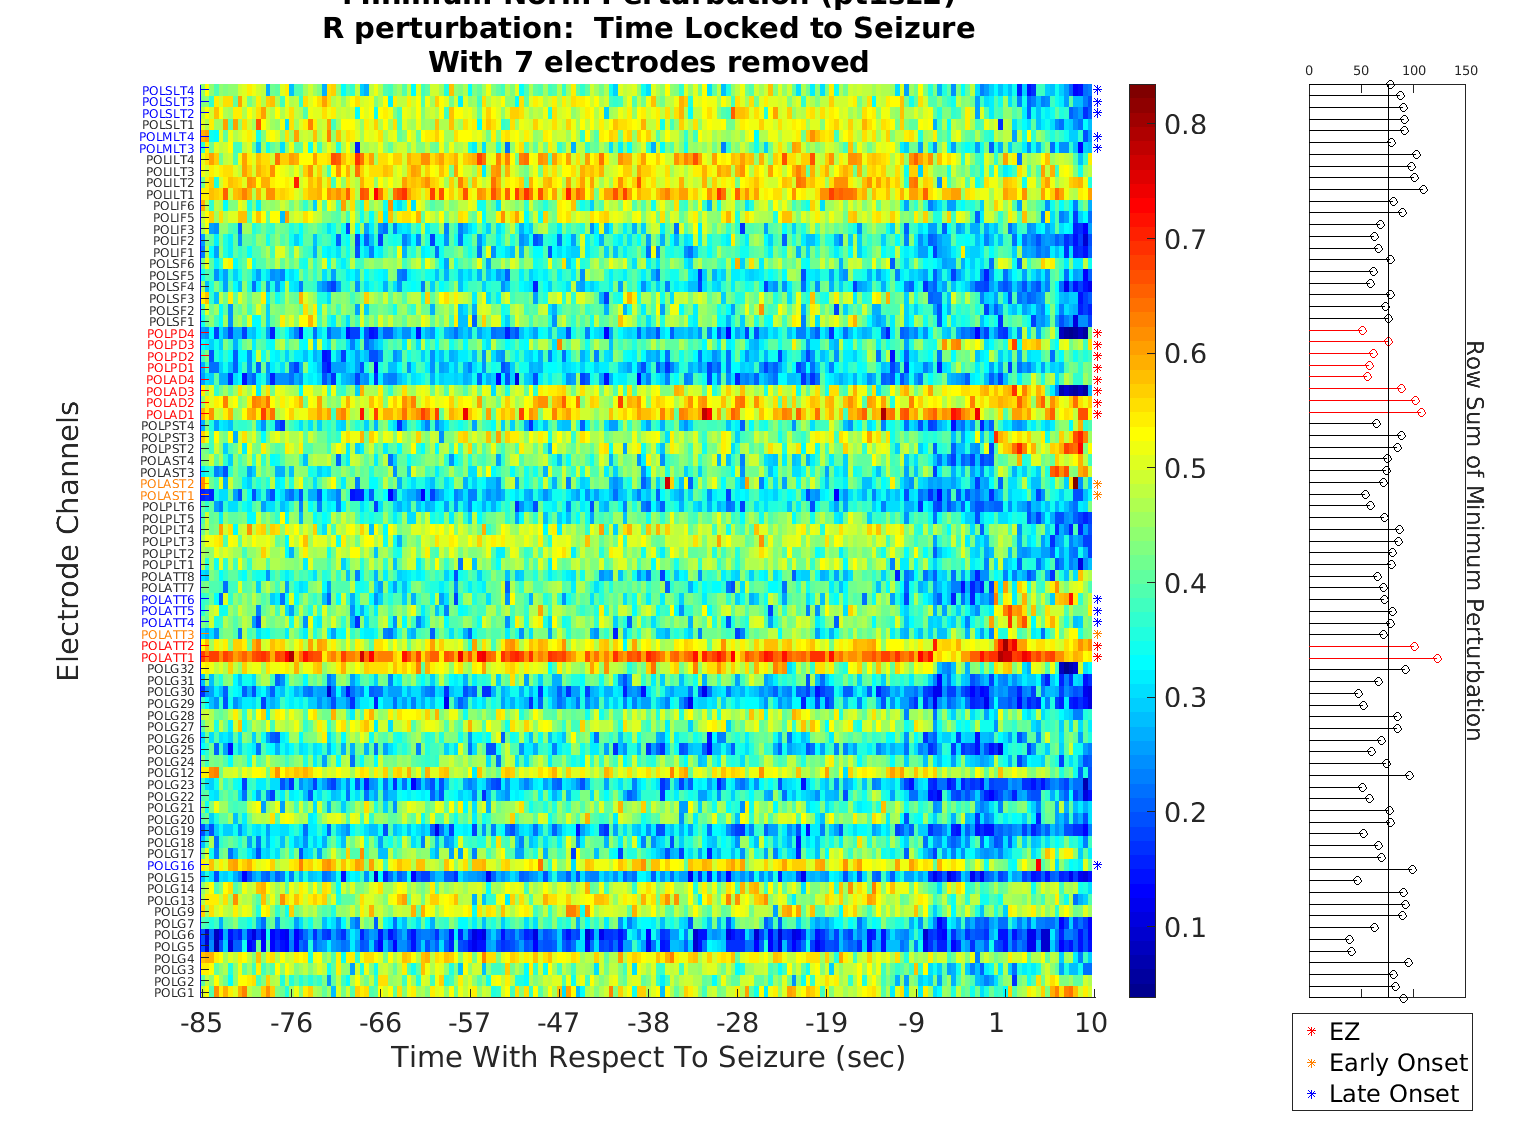 Minimum Norm Perturbation (pt1sz2)
R perturbation:  Time Locked to Seizure
With 7 electrodes removed
POLSLT4
POLSLT3
POLSLT2
POLSLT1
POLMLT4
POLMLT3
POLILT4
POLILT3
POLILT2
POLILT1
POLIF6
POLIF5
POLIF3
POLIF2
POLIF1
POLSF6
POLSF5
POLSF4
POLSF3
POLSF2
POLSF1
POLPD4
POLPD3
POLPD2
POLPD1
POLAD4
POLAD3
POLAD2
POLAD1
POLPST4
POLPST3
POLPST2
POLAST4
POLAST3
POLAST2
POLAST1
POLPLT6
POLPLT5
POLPLT4
POLPLT3
POLPLT2
POLPLT1
POLATT8
POLATT7
POLATT6
POLATT5
POLATT4
POLATT3
POLATT2
POLATT1
POLG32
POLG31
POLG30
POLG29
POLG28
POLG27
POLG26
POLG25
POLG24
POLG12
POLG23
POLG22
POLG21
POLG20
POLG19
POLG18
POLG17
POLG16
POLG15
POLG14
POLG13
POLG9
POLG7
POLG6
POLG5
POLG4
POLG3
POLG2
POLG1
Electrode Channels
-85 -76 -66 -57 -47 -38 -28 -19 -9 1 10
Time With Respect To Seizure (sec)
0.8
0.7
0.6
0.5
0.4
0.3
0.2
0.1
0 50 100 150
Row Sum of Minimum Perturbation
EZ
Early Onset
Late Onset